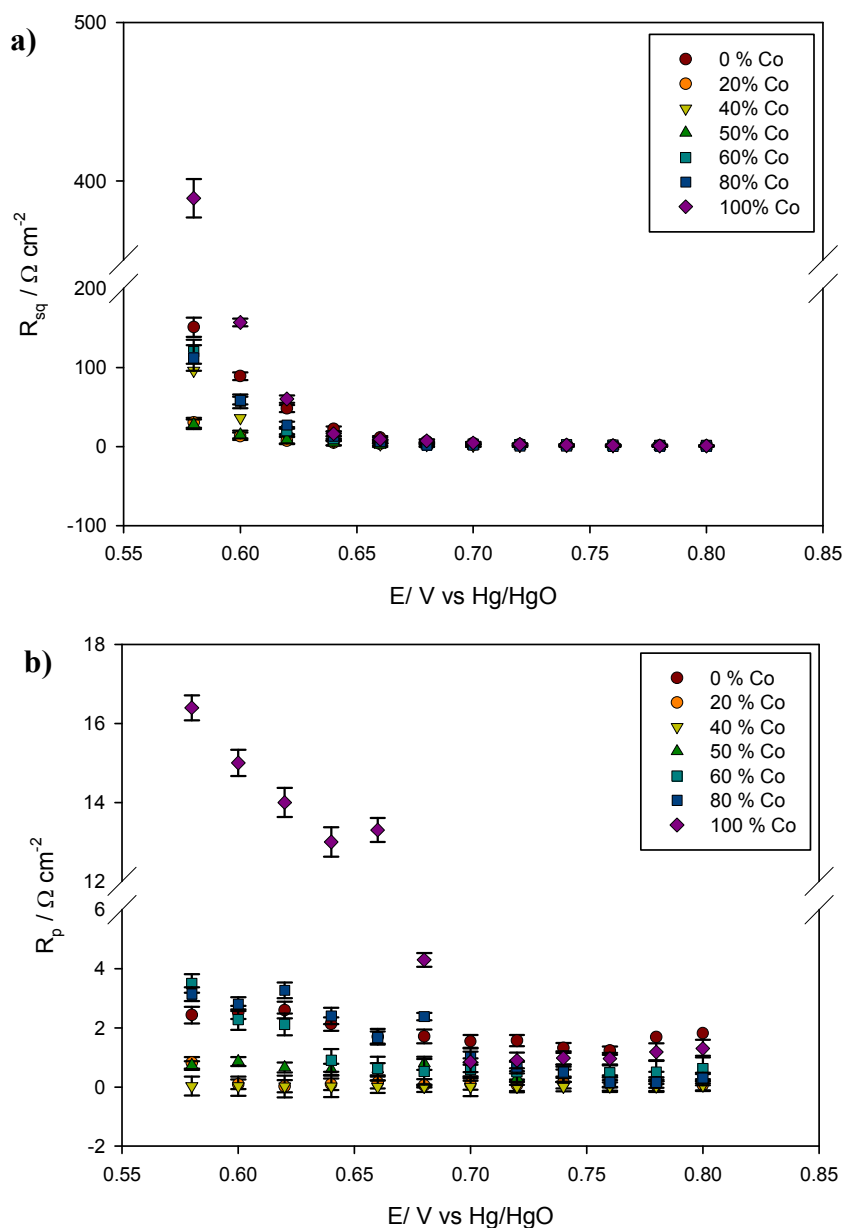 a)
500
400
200
100
0
-100
R_sq / Ω cm^-2
0 % Co
20% Co
40% Co
50% Co
60% Co
80% Co
100% Co
0.55 0.60 0.65 0.70 0.75 0.80 0.85
E/ V vs Hg/HgO
b)
18
16
14
12
6
4
2
0
-2
R_p / Ω cm^-2
0 % Co
20 % Co
40 % Co
50 % Co
60 % Co
80 % Co
100 % Co
0.55 0.60 0.65 0.70 0.75 0.80 0.85
E/ V vs Hg/HgO